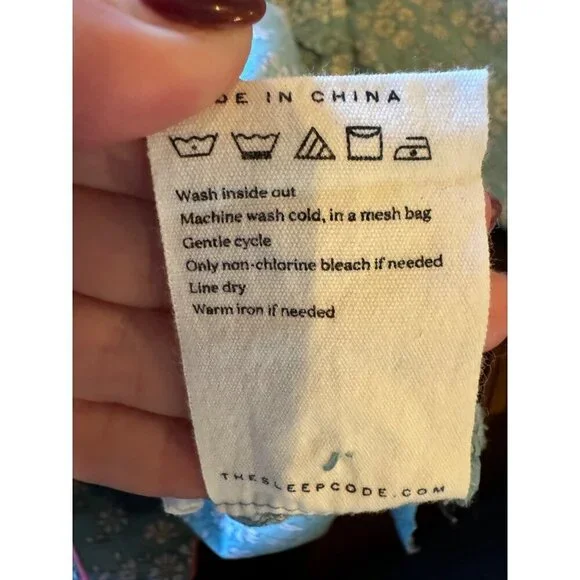 DE IN CHINA
Wash inside out
Machine wash cold, in a mesh bag
Gentle cycle
Only non-chlorine bleach if needed
Line dry
Warm iron if needed
THESLEEPCODE.COM